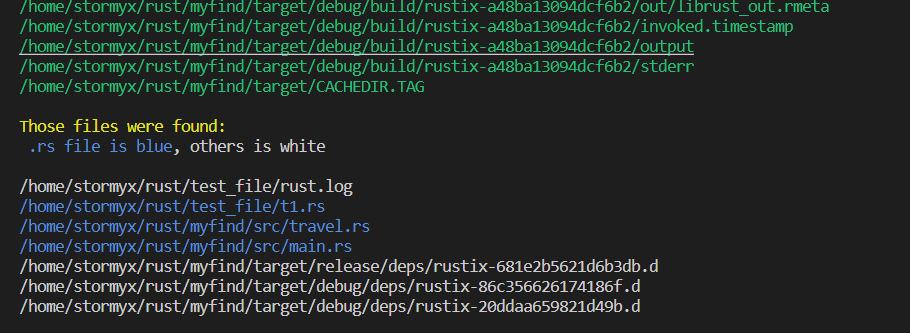 /home/stormyx/rust/myfind/target/debug/build/rustix-a48ba13094dcf6b2/out/librust_out.rmeta
/home/stormyx/rust/myfind/target/debug/build/rustix-a48ba13094dcf6b2/invoked.timestamp
/home/stormyx/rust/myfind/target/debug/build/rustix-a48ba13094dcf6b2/output
/home/stormyx/rust/myfind/target/debug/build/rustix-a48ba13094dcf6b2/stderr
/home/stormyx/rust/myfind/target/CACHEDIR.TAG
Those files were found:
.rs file is blue, others is white
/home/stormyx/rust/test_file/rust.log
/home/stormyx/rust/test_file/t1.rs
/home/stormyx/rust/myfind/src/travel.rs
/home/stormyx/rust/myfind/src/main.rs
/home/stormyx/rust/myfind/target/release/deps/rustix-681e2b5621d6b3db.d
/home/stormyx/rust/myfind/target/debug/deps/rustix-86c356626174186f.d
/home/stormyx/rust/myfind/target/debug/deps/rustix-20ddaa659821d49b.d